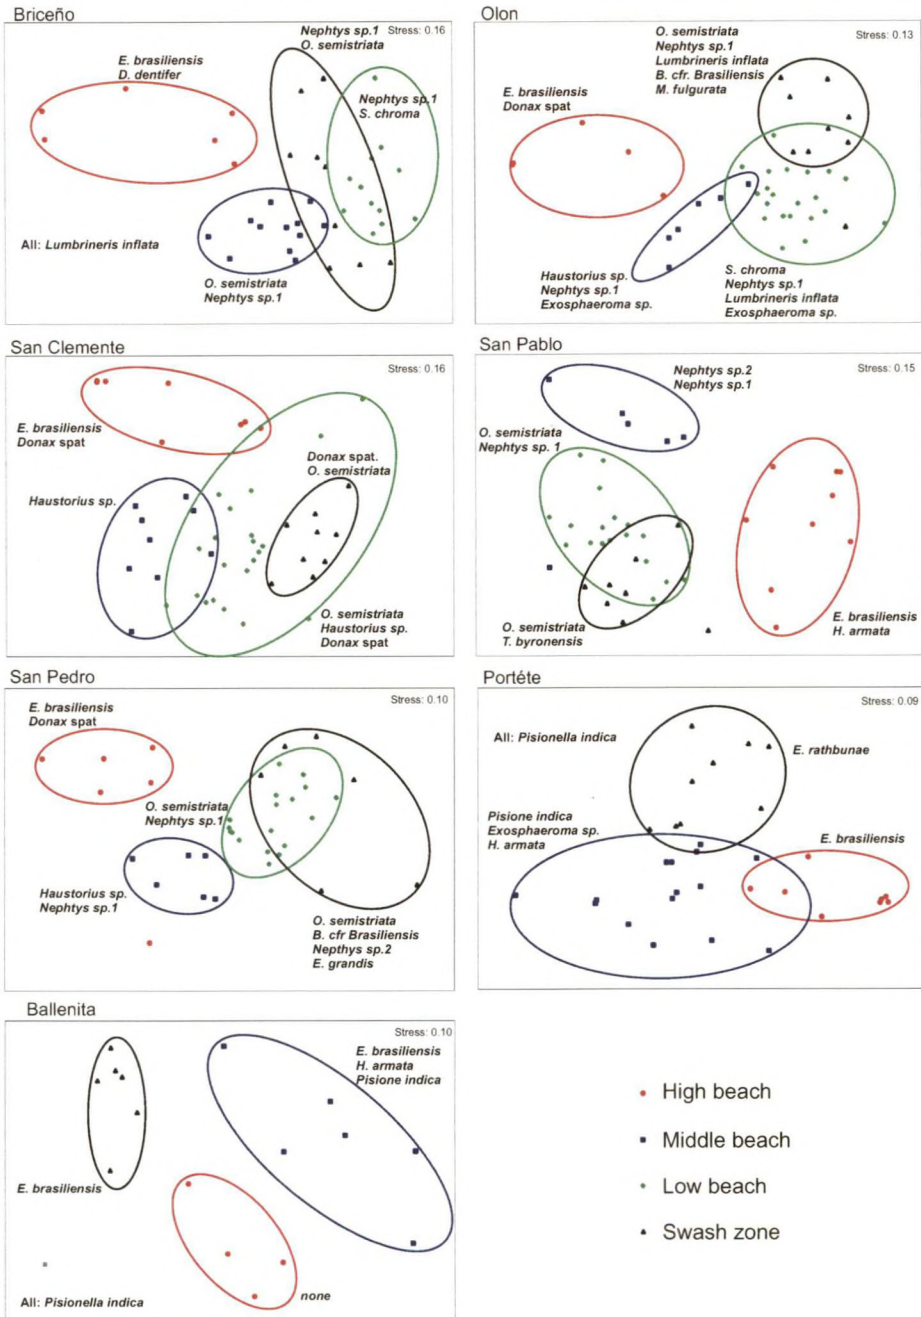 Briceño
Stress: 0.16
Nephtys sp.1
O. semistriata
E. brasiliensis
D. dentifer
Nephtys sp.1
S. chroma
All: Lumbrineris inflata
O. semistriata
Nephtys sp.1
Olon
Stress: 0.13
O. semistriata
Nephtys sp.1
Lumbrineris inflata
B. cfr. Brasiliensis
M. fulgurata
E. brasiliensis
Donax spat
Haustorius sp.
Nephtys sp.1
Exosphaeroma sp.
S. chroma
Nephtys sp.1
Lumbrineris inflata
Exosphaeroma sp.
San Clemente
Stress: 0.16
E. brasiliensis
Donax spat
Donax spat.
O. semistriata
Haustorius sp.
O. semistriata
Haustorius sp.
Donax spat
San Pablo
Stress: 0.15
Nephtys sp.2
Nephtys sp.1
O. semistriata
Nephtys sp. 1
O. semistriata
T. byronensis
E. brasiliensis
H. armata
San Pedro
Stress: 0.10
E. brasiliensis
Donax spat
O. semistriata
Nephtys sp.1
Haustorius sp.
Nephtys sp.1
O. semistriata
B. cfr Brasiliensis
Nepthys sp.2
E. grandis
Portéte
Stress: 0.09
All: Pisionella indica
E. rathbunae
Pisione indica
Exosphaeroma sp.
H. armata
E. brasiliensis
Ballenita
Stress: 0.10
E. brasiliensis
H. armata
Pisione indica
E. brasiliensis
All: Pisionella indica
none
High beach
Middle beach
Low beach
Swash zone